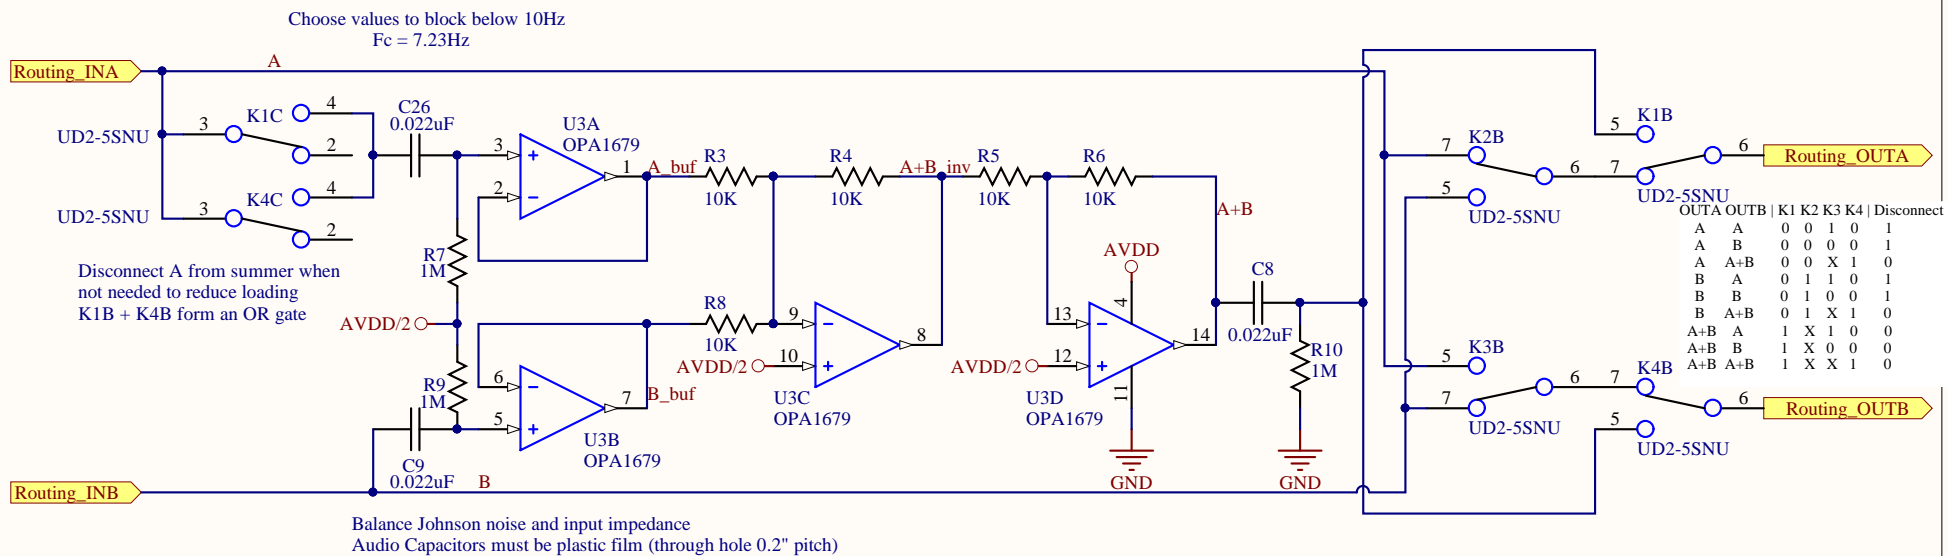 Choose values to block below 10Hz
Fc = 7.23Hz
Routing_INA
A
K1C
4
3
2
UD2-5SNU
K4C
4
3
2
UD2-5SNU
Disconnect A from summer when
not needed to reduce loading
K1B + K4B form an OR gate
C26
0.022uF
U3A
OPA1679
3
2
1
A_buf
R7
1M
AVDD/2
R9
1M
C9
0.022uF
6
5
7
B_buf
U3B
OPA1679
R3
10K
R8
10K
R4
10K
A+B_inv
9
10
8
AVDD/2
U3C
OPA1679
R5
10K
R6
10K
A+B
AVDD
4
13
12
14
11
AVDD/2
U3D
OPA1679
GND
C8
0.022uF
R10
1M
GND
K2B
7
5
6
UD2-5SNU
K1B
5
7
6
UD2-5SNU
Routing_OUTA
OUTA OUTB | K1 K2 K3 K4 | Disconnect
A A 0 0 1 0 1
A B 0 0 0 0 1
A A+B 0 0 X 1 0
B A 0 1 1 0 1
B B 0 1 0 0 1
B A+B 0 1 X 1 0
A+B A 1 X 1 0 0
A+B B 1 X 0 0 0
A+B A+B 1 X X 1 0
K3B
5
7
6
UD2-5SNU
K4B
7
5
6
UD2-5SNU
Routing_OUTB
Routing_INB
B
Balance Johnson noise and input impedance
Audio Capacitors must be plastic film (through hole 0.2" pitch)